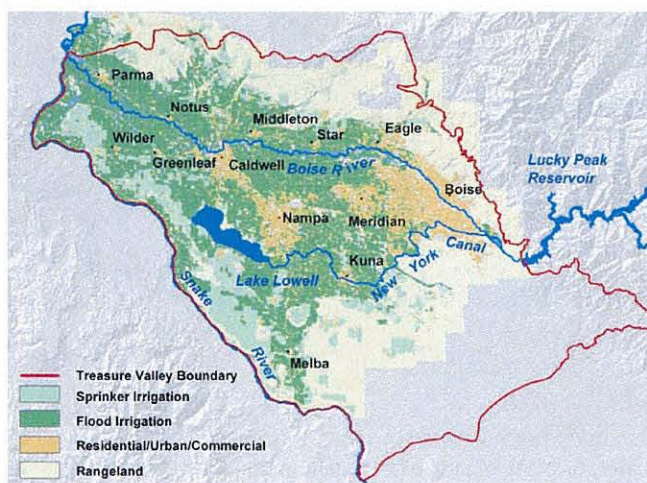 Parma
Notus
Middleton
Star
Eagle
Wilder
Greenleaf
Caldwell
Boise River
Boise
Lucky Peak
Reservoir
Nampa
Meridian
Lake Lowell
Kuna
New York Canal
Snake River
Melba
Treasure Valley Boundary
Sprinker Irrigation
Flood Irrigation
Residential/Urban/Commercial
Rangeland